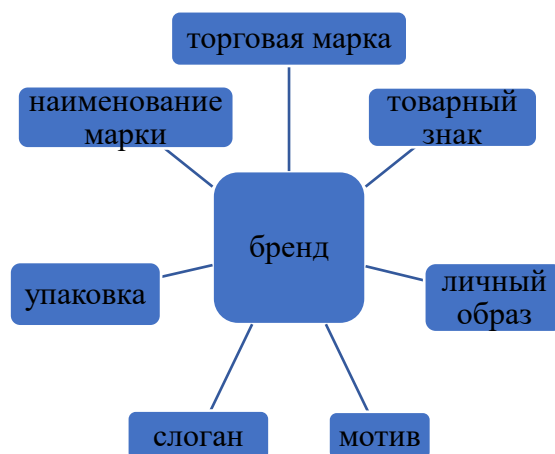 торговая марка
наименование
марки
товарный
знак
бренд
упаковка
личный
образ
слоган
мотив